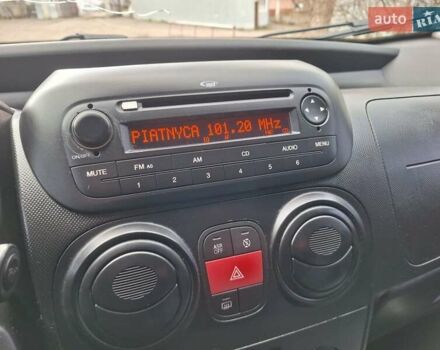 auto RIA
PIATNYCA 101.20 MHz
ON/OFF
MUTE FM AS AM CD AUDIO MENU
1 2 3 4 5 6
ASR OFF